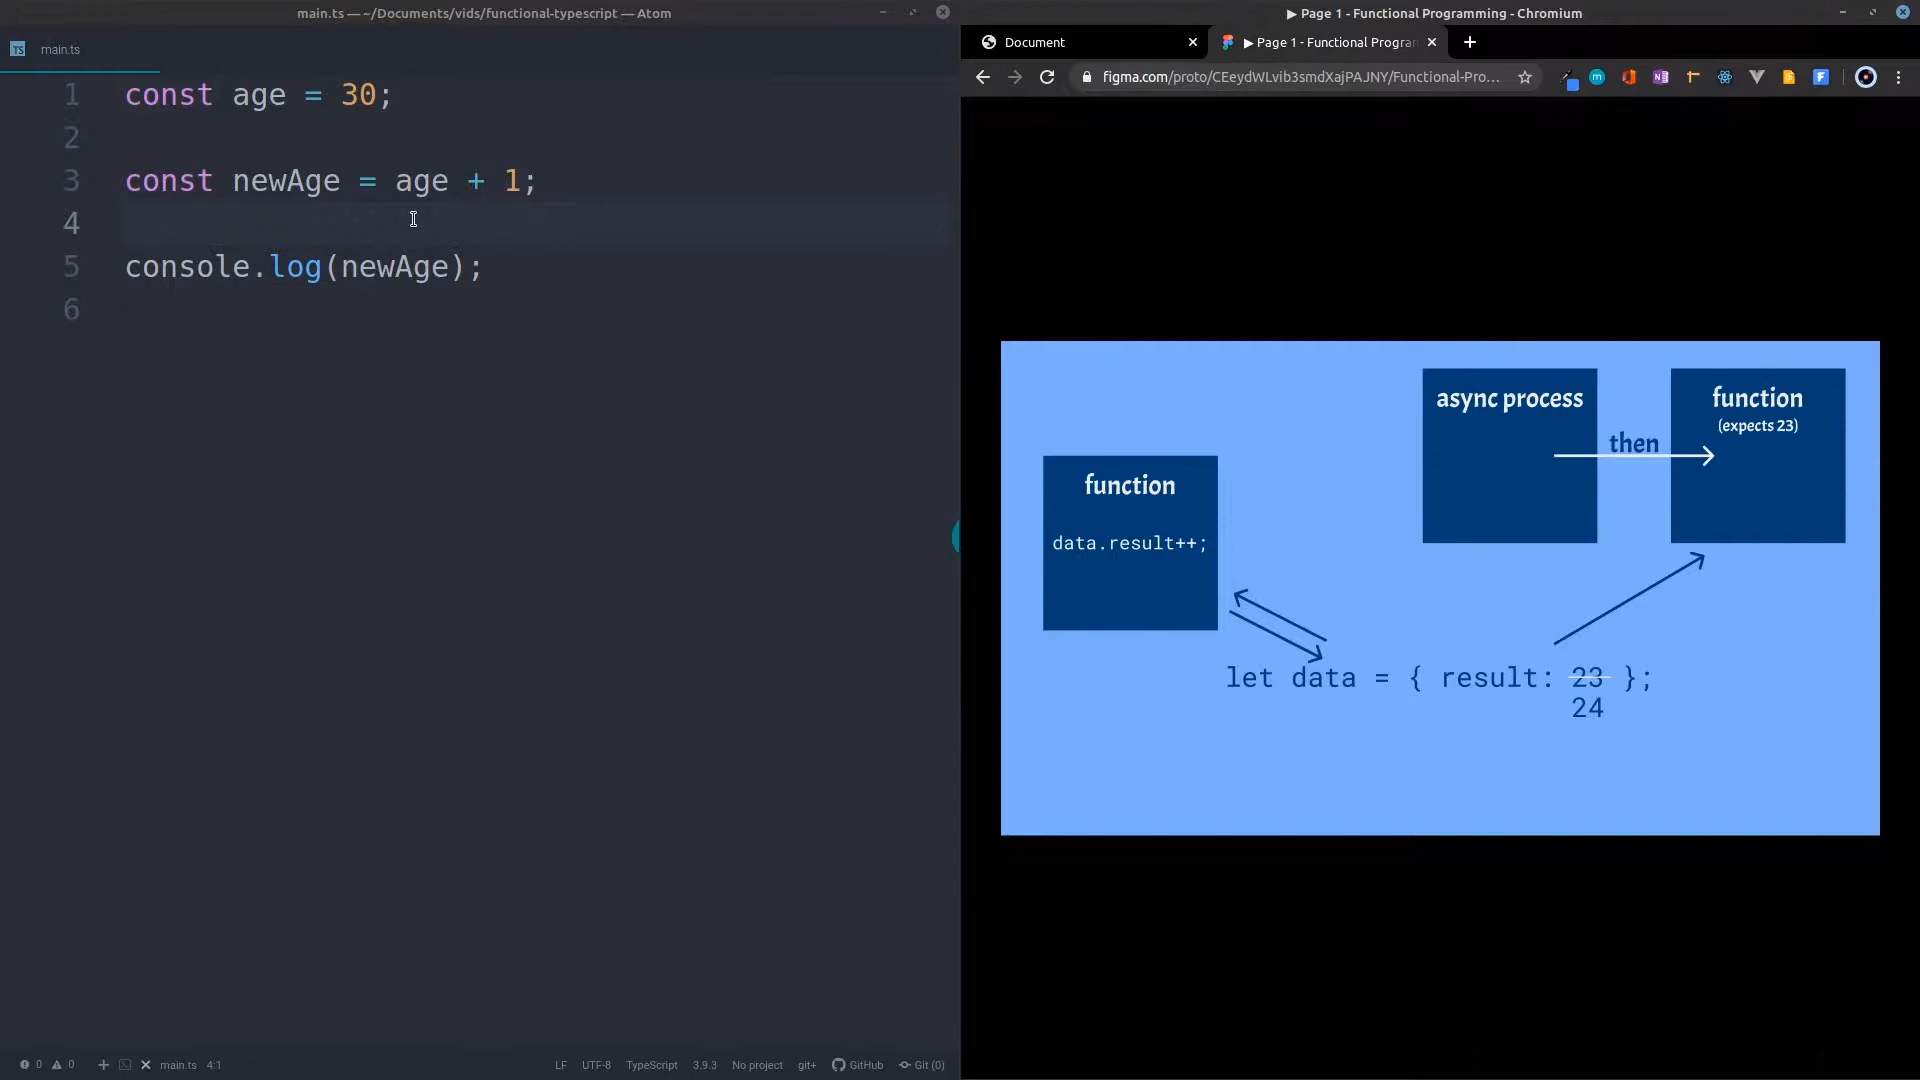 main.ts — ~/Documents/vids/functional-typescript — Atom
main.ts
1 const age = 30;
2
3 const newAge = age + 1;
4
5 console.log(newAge);
6
0 0 main.ts 4:1 LF UTF-8 TypeScript 3.9.3 No project git+ GitHub Git (0)
▶ Page 1 - Functional Programming - Chromium
Document
▶ Page 1 - Functional Progran
figma.com/proto/CEeydWLvib3smdXajPAJNY/Functional-Pro...
async process
then
function
(expects 23)
function
data.result++;
let data = { result: 23 };
24